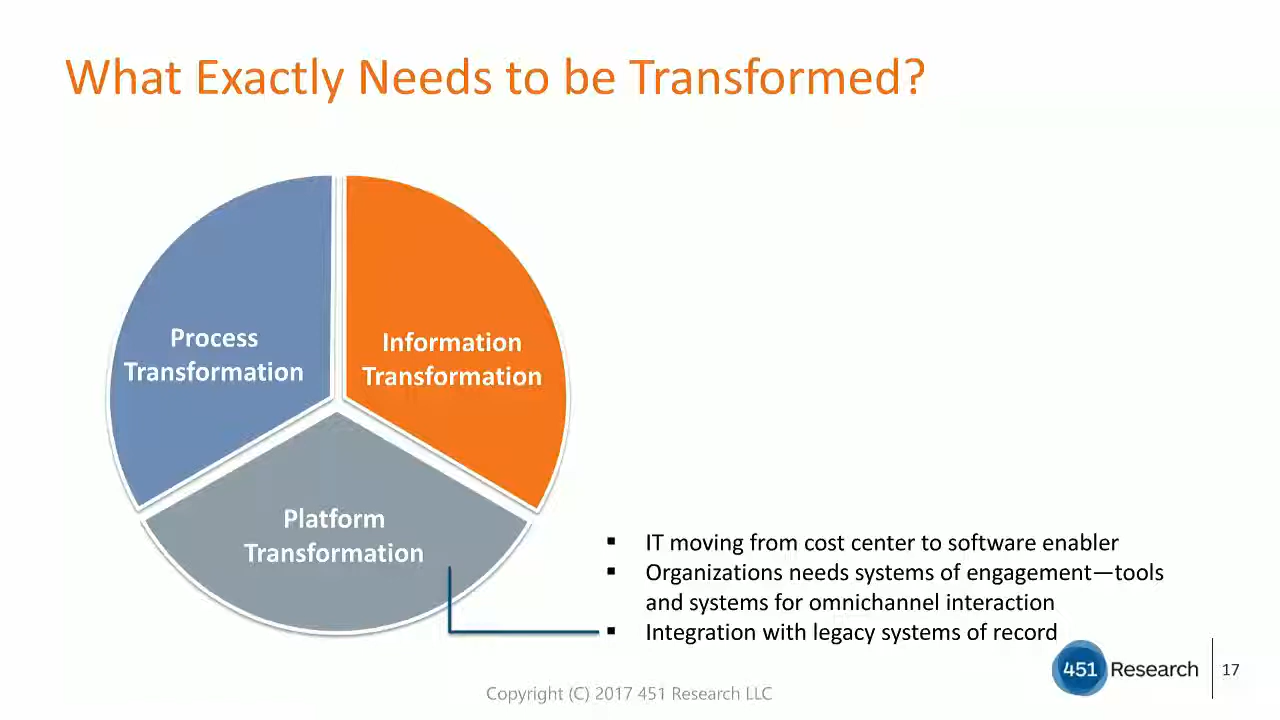 What Exactly Needs to be Transformed?
Process
Transformation
Information
Transformation
Platform
Transformation
▪ IT moving from cost center to software enabler
▪ Organizations needs systems of engagement—tools
and systems for omnichannel interaction
▪ Integration with legacy systems of record
451 Research
17
Copyright (C) 2017 451 Research LLC